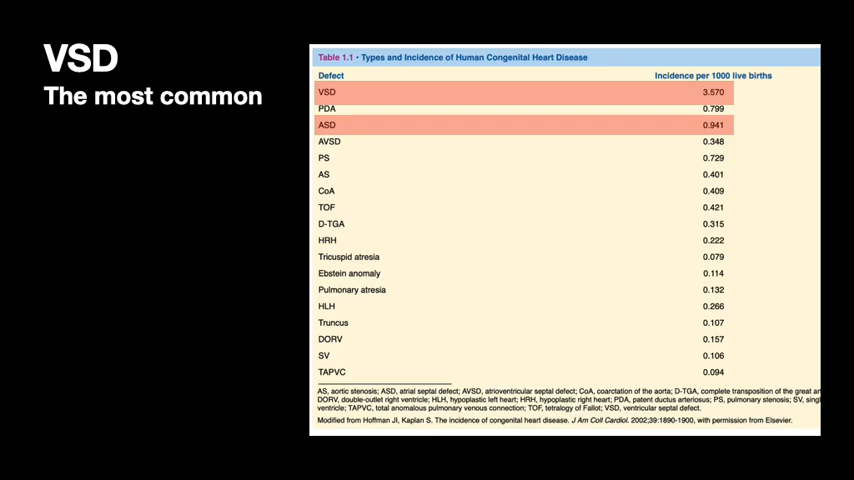 VSD
The most common
Table 1.1 • Types and Incidence of Human Congenital Heart Disease
Defect Incidence per 1000 live births
VSD 3.570
PDA 0.799
ASD 0.941
AVSD 0.348
PS 0.729
AS 0.401
CoA 0.409
TOF 0.421
D-TGA 0.315
HRH 0.222
Tricuspid atresia 0.079
Ebstein anomaly 0.114
Pulmonary atresia 0.132
HLH 0.266
Truncus 0.107
DORV 0.157
SV 0.106
TAPVC 0.094
AS, aortic stenosis; ASD, atrial septal defect; AVSD, atrioventricular septal defect; CoA, coarctation of the aorta; D-TGA, complete transposition of the great
DORV, double-outlet right ventricle; HLH, hypoplastic left heart; HRH, hypoplastic right heart; PDA, patent ductus arteriosus; PS, pulmonary stenosis; SV,
ventricle; TAPVC, total anomalous pulmonary venous connection; TOF, tetralogy of Fallot; VSD, ventricular septal defect.
Modified from Hoffman JI, Kaplan S. The incidence of congenital heart disease. J Am Coll Cardiol. 2002;39:1890-1900, with permission from Elsevier.